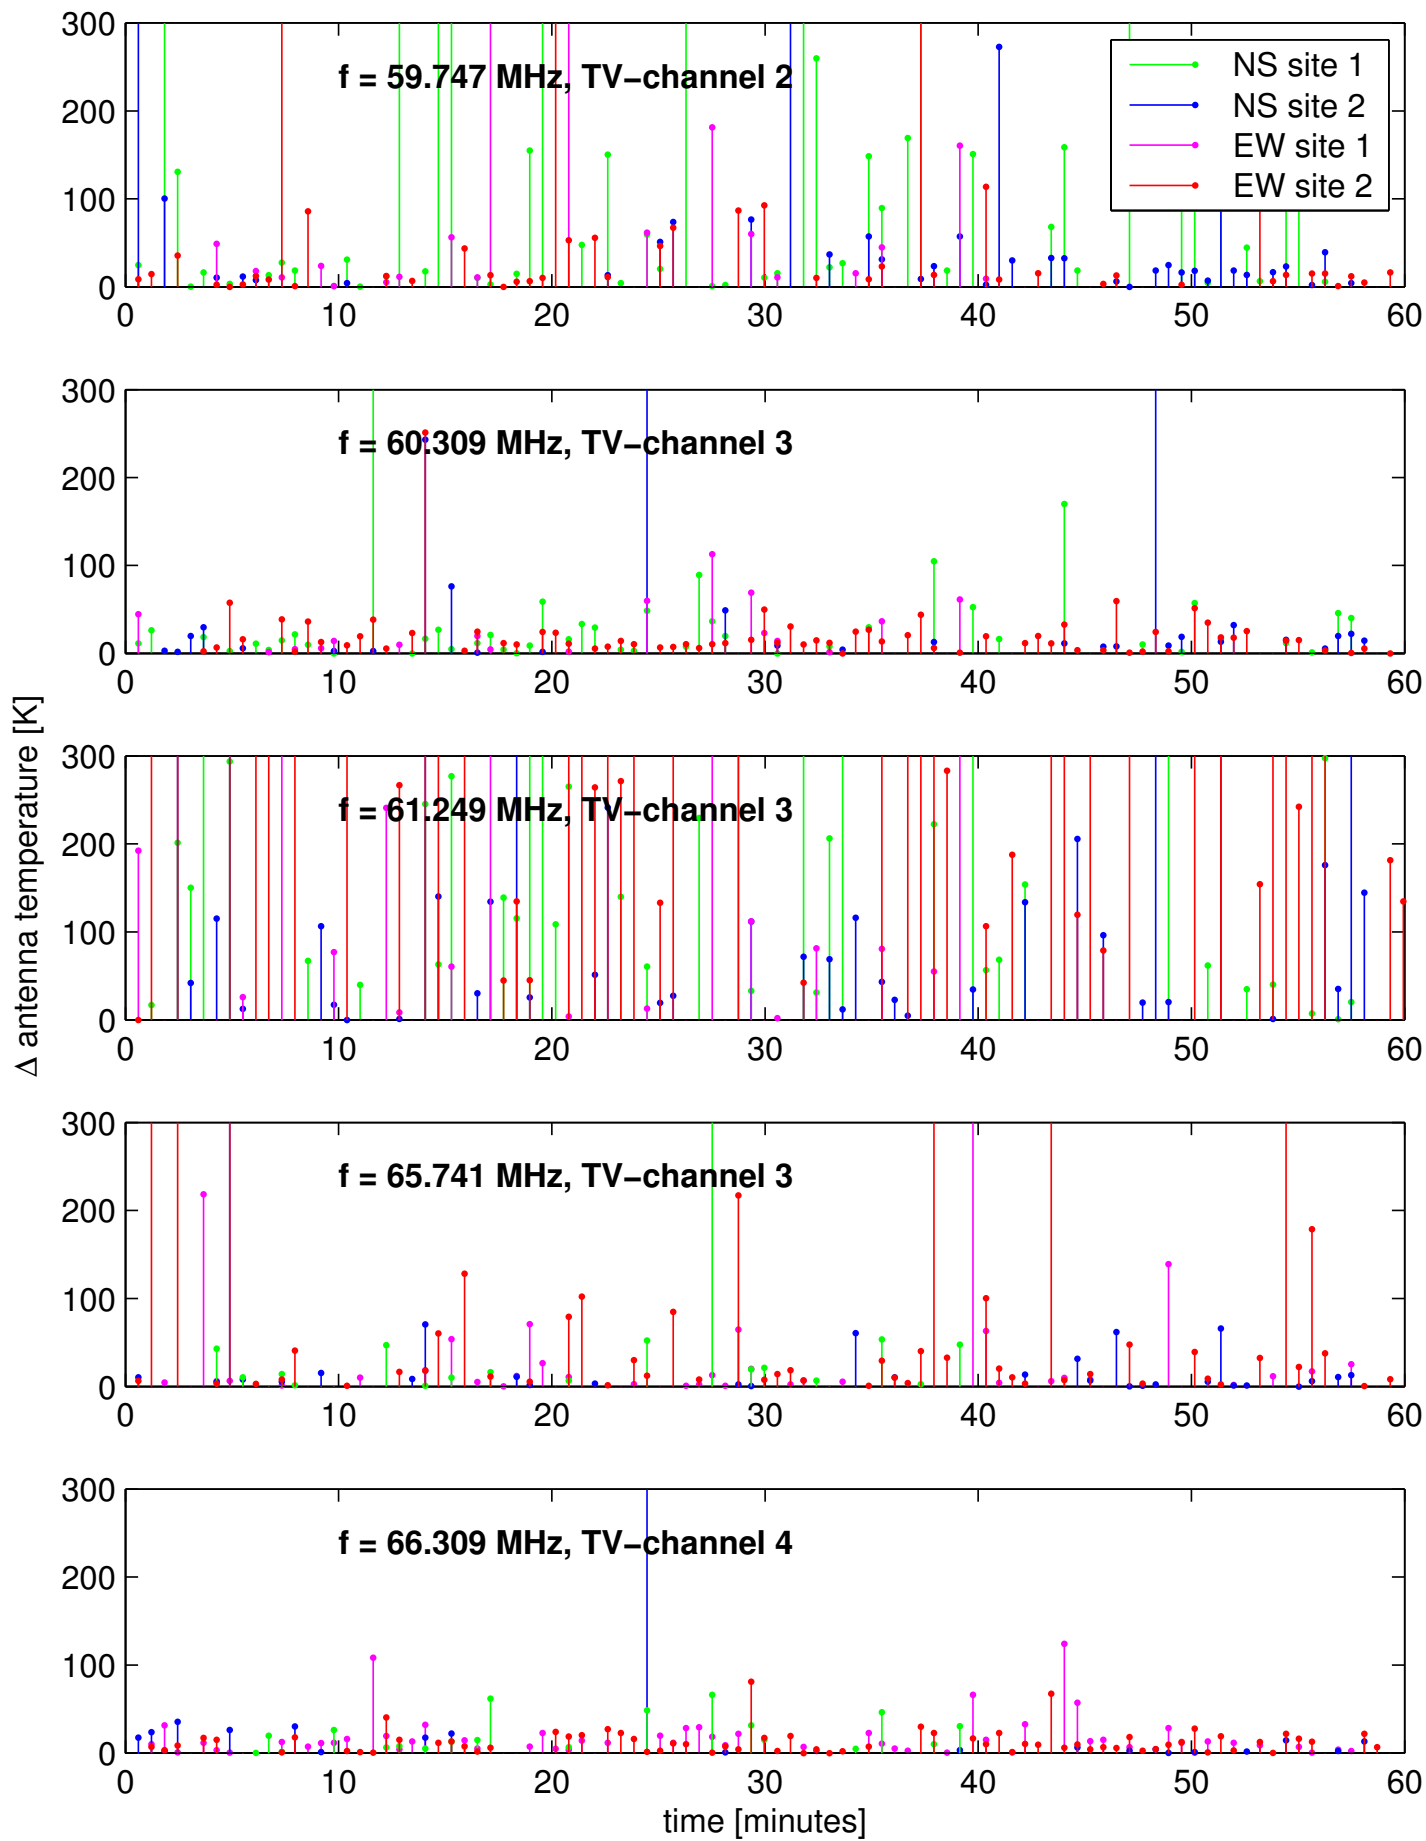 300
200
100
0
f = 59.747 MHz, TV−channel 2
NS site 1
NS site 2
EW site 1
EW site 2
0 10 20 30 40 50 60
300
200
100
0
f = 60.309 MHz, TV−channel 3
0 10 20 30 40 50 60
Δ antenna temperature [K]
300
200
100
0
f = 61.249 MHz, TV−channel 3
0 10 20 30 40 50 60
300
200
100
0
f = 65.741 MHz, TV−channel 3
0 10 20 30 40 50 60
300
200
100
0
f = 66.309 MHz, TV−channel 4
0 10 20 30 40 50 60
time [minutes]